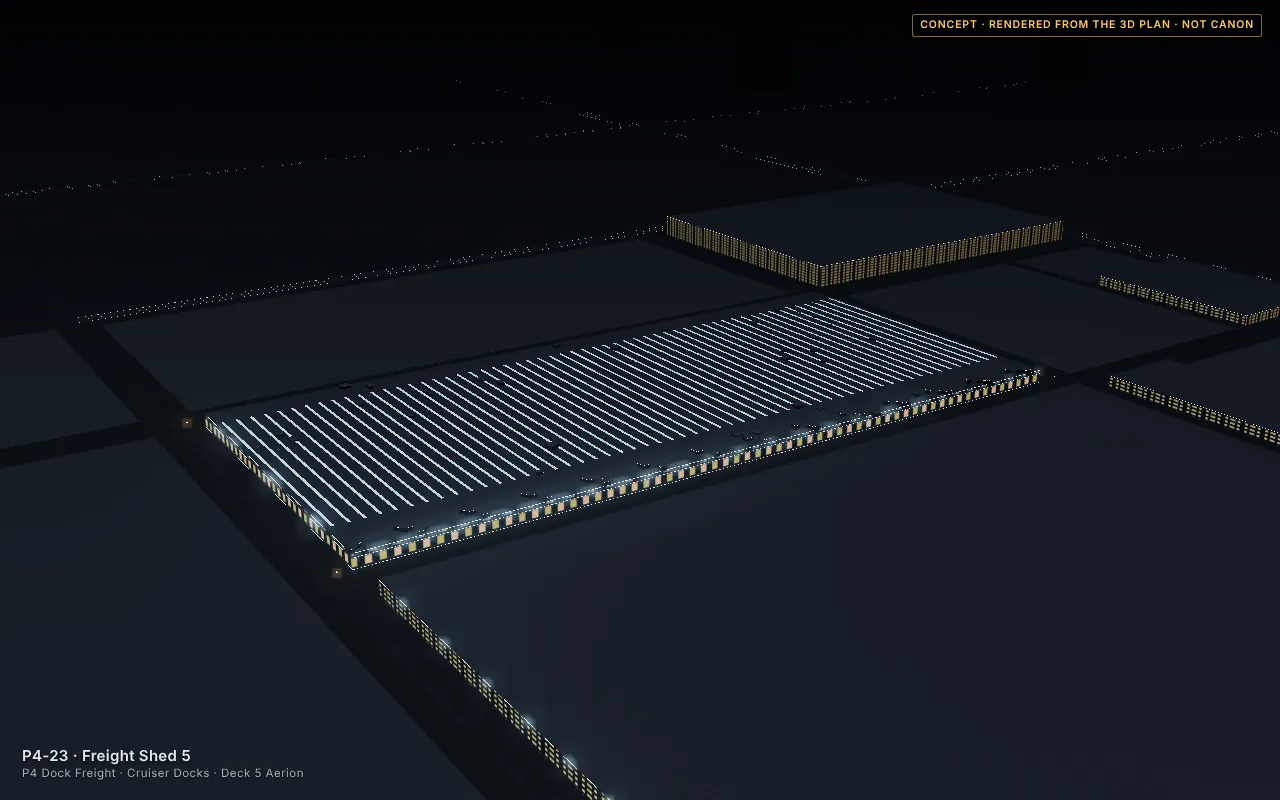 CONCEPT · RENDERED FROM THE 3D PLAN · NOT CANON
P4-23 · Freight Shed 5
P4 Dock Freight · Cruiser Docks · Deck 5 Aerion